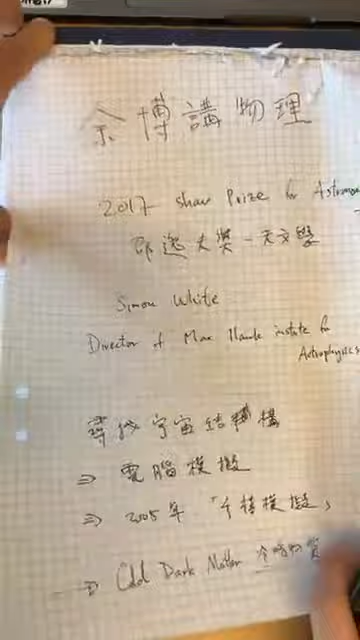 余博講物理
2017 Shaw Prize for Astronom
邵逸夫獎-天文學
Simon White
Director of Max Planck institute for
Astrophysics
尋找宇宙結構
⇒ 電腦模擬
⇒ 2005年「千禧模擬」
⇒ Cold Dark Matter 冷暗物質